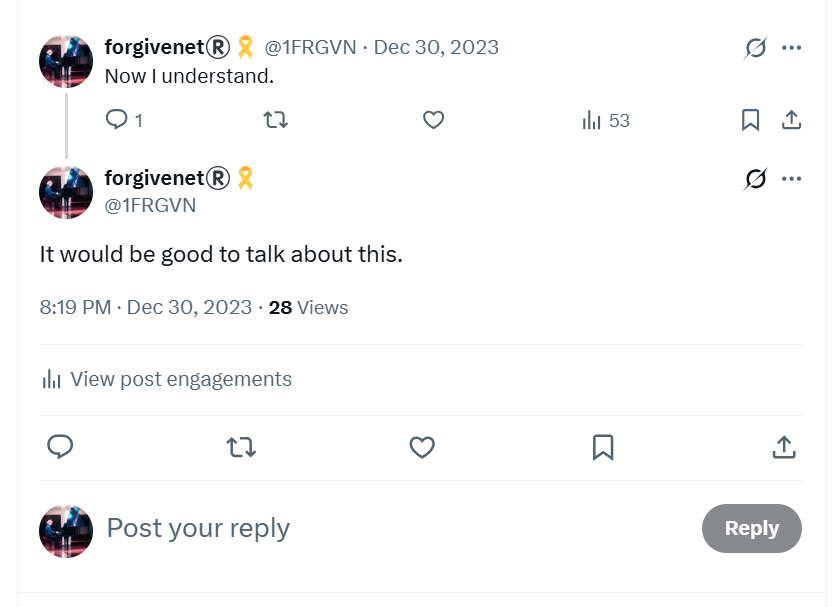 forgivenet®🎗 @1FRGVN · Dec 30, 2023
Now I understand.
1
53
forgivenet®🎗
@1FRGVN
It would be good to talk about this.
8:19 PM · Dec 30, 2023 · 28 Views
View post engagements
Post your reply
Reply